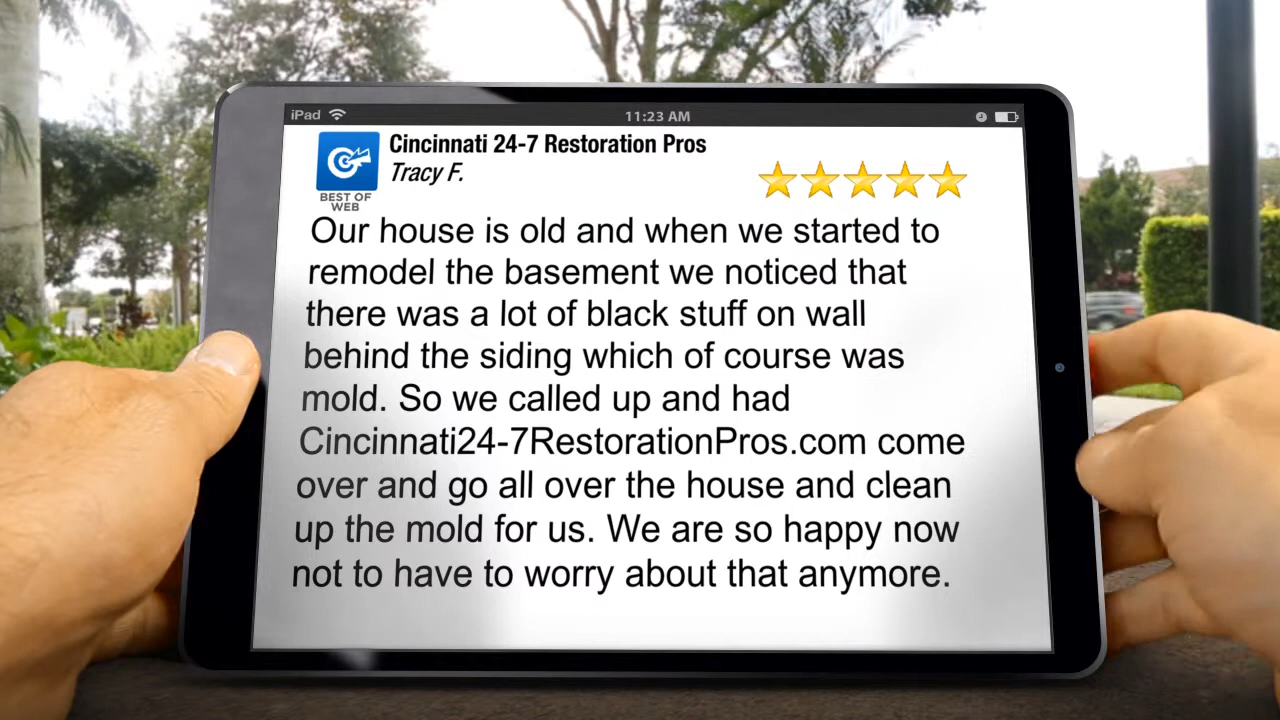 iPad 11:23 AM
Cincinnati 24-7 Restoration Pros
Tracy F.
BEST OF
WEB
Our house is old and when we started to
remodel the basement we noticed that
there was a lot of black stuff on wall
behind the siding which of course was
mold. So we called up and had
Cincinnati24-7RestorationPros.com come
over and go all over the house and clean
up the mold for us. We are so happy now
not to have to worry about that anymore.